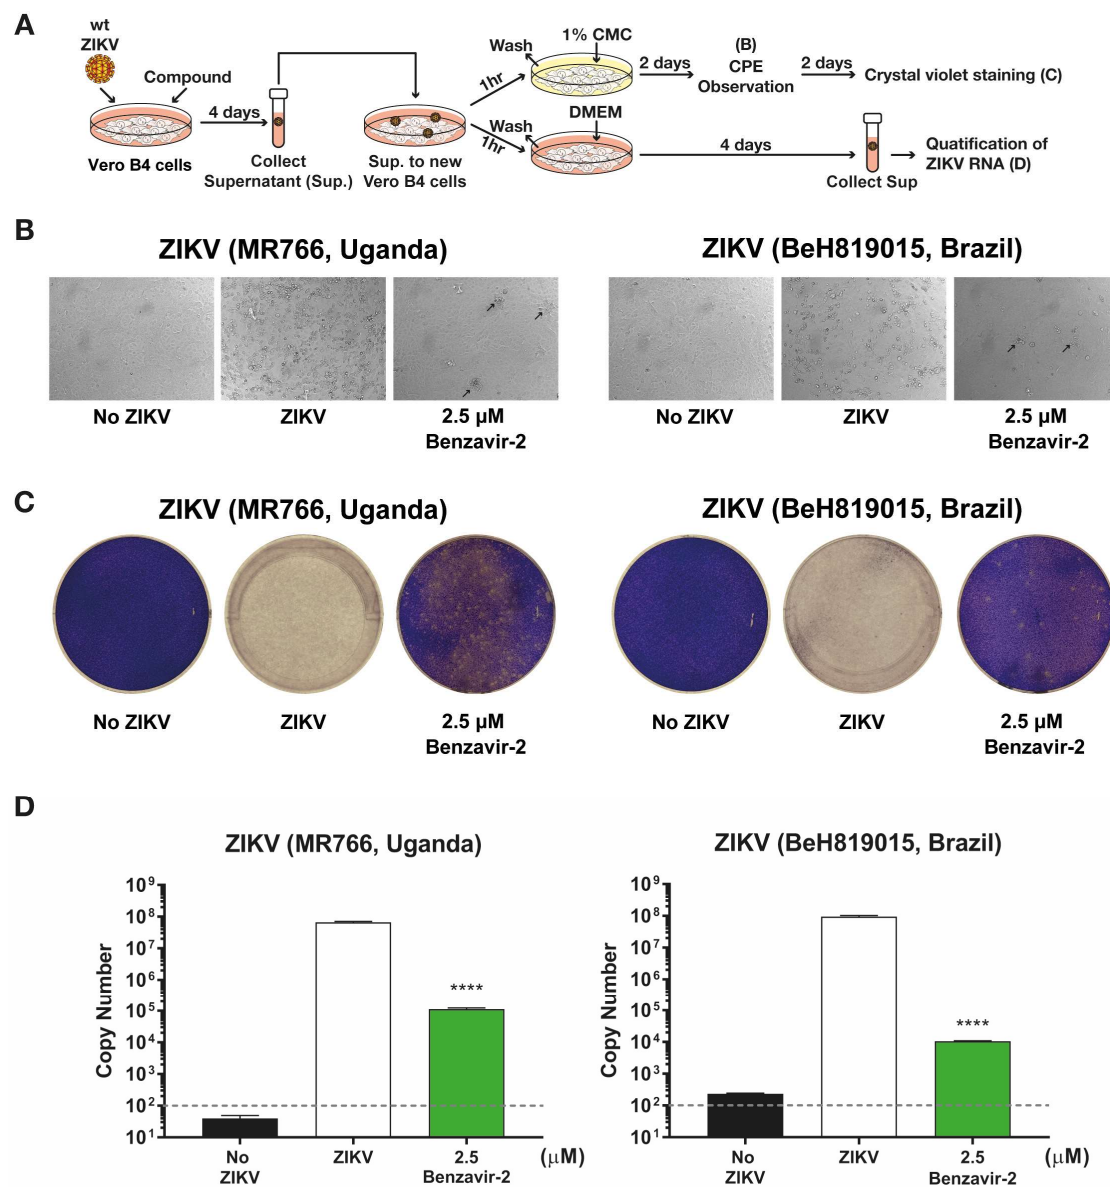 A
wt
ZIKV
Compound
4 days
Vero B4 cells
Collect
Supernatant (Sup.)
Sup. to new
Vero B4 cells
Wash
1hr
1% CMC
2 days
(B)
CPE
Observation
2 days
Crystal violet staining (C)
Wash
1hr
DMEM
4 days
Collect Sup
Quatification of
ZIKV RNA (D)
B
ZIKV (MR766, Uganda)
ZIKV (BeH819015, Brazil)
No ZIKV
ZIKV
2.5 µM
Benzavir-2
No ZIKV
ZIKV
2.5 µM
Benzavir-2
C
ZIKV (MR766, Uganda)
ZIKV (BeH819015, Brazil)
No ZIKV
ZIKV
2.5 µM
Benzavir-2
No ZIKV
ZIKV
2.5 µM
Benzavir-2
D
ZIKV (MR766, Uganda)
Copy Number
10⁹
10⁸
10⁷
10⁶
10⁵
10⁴
10³
10²
10¹
****
No
ZIKV
ZIKV
2.5
Benzavir-2
(µM)
ZIKV (BeH819015, Brazil)
Copy Number
10⁹
10⁸
10⁷
10⁶
10⁵
10⁴
10³
10²
10¹
****
No
ZIKV
ZIKV
2.5
Benzavir-2
(µM)